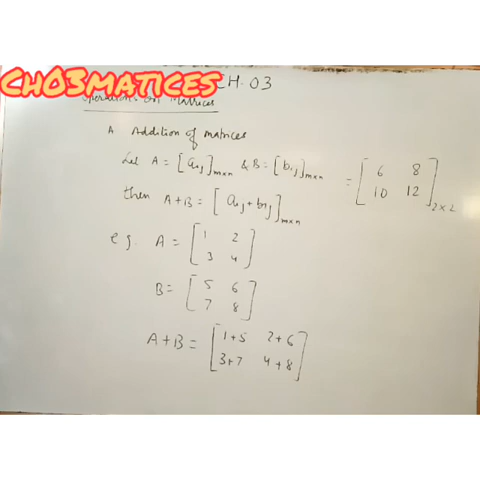 CH03MATICES CH-03
Operations on Matrices
A Addition of matrices
Let A = [aij]m×n & B = [bij]m×n
then A+B = [aij + bij]m×n
e.g. A = [1 2
3 4]
B = [5 6
7 8]
A+B = [1+5 2+6
3+7 4+8]
= [6 8
10 12]2×2